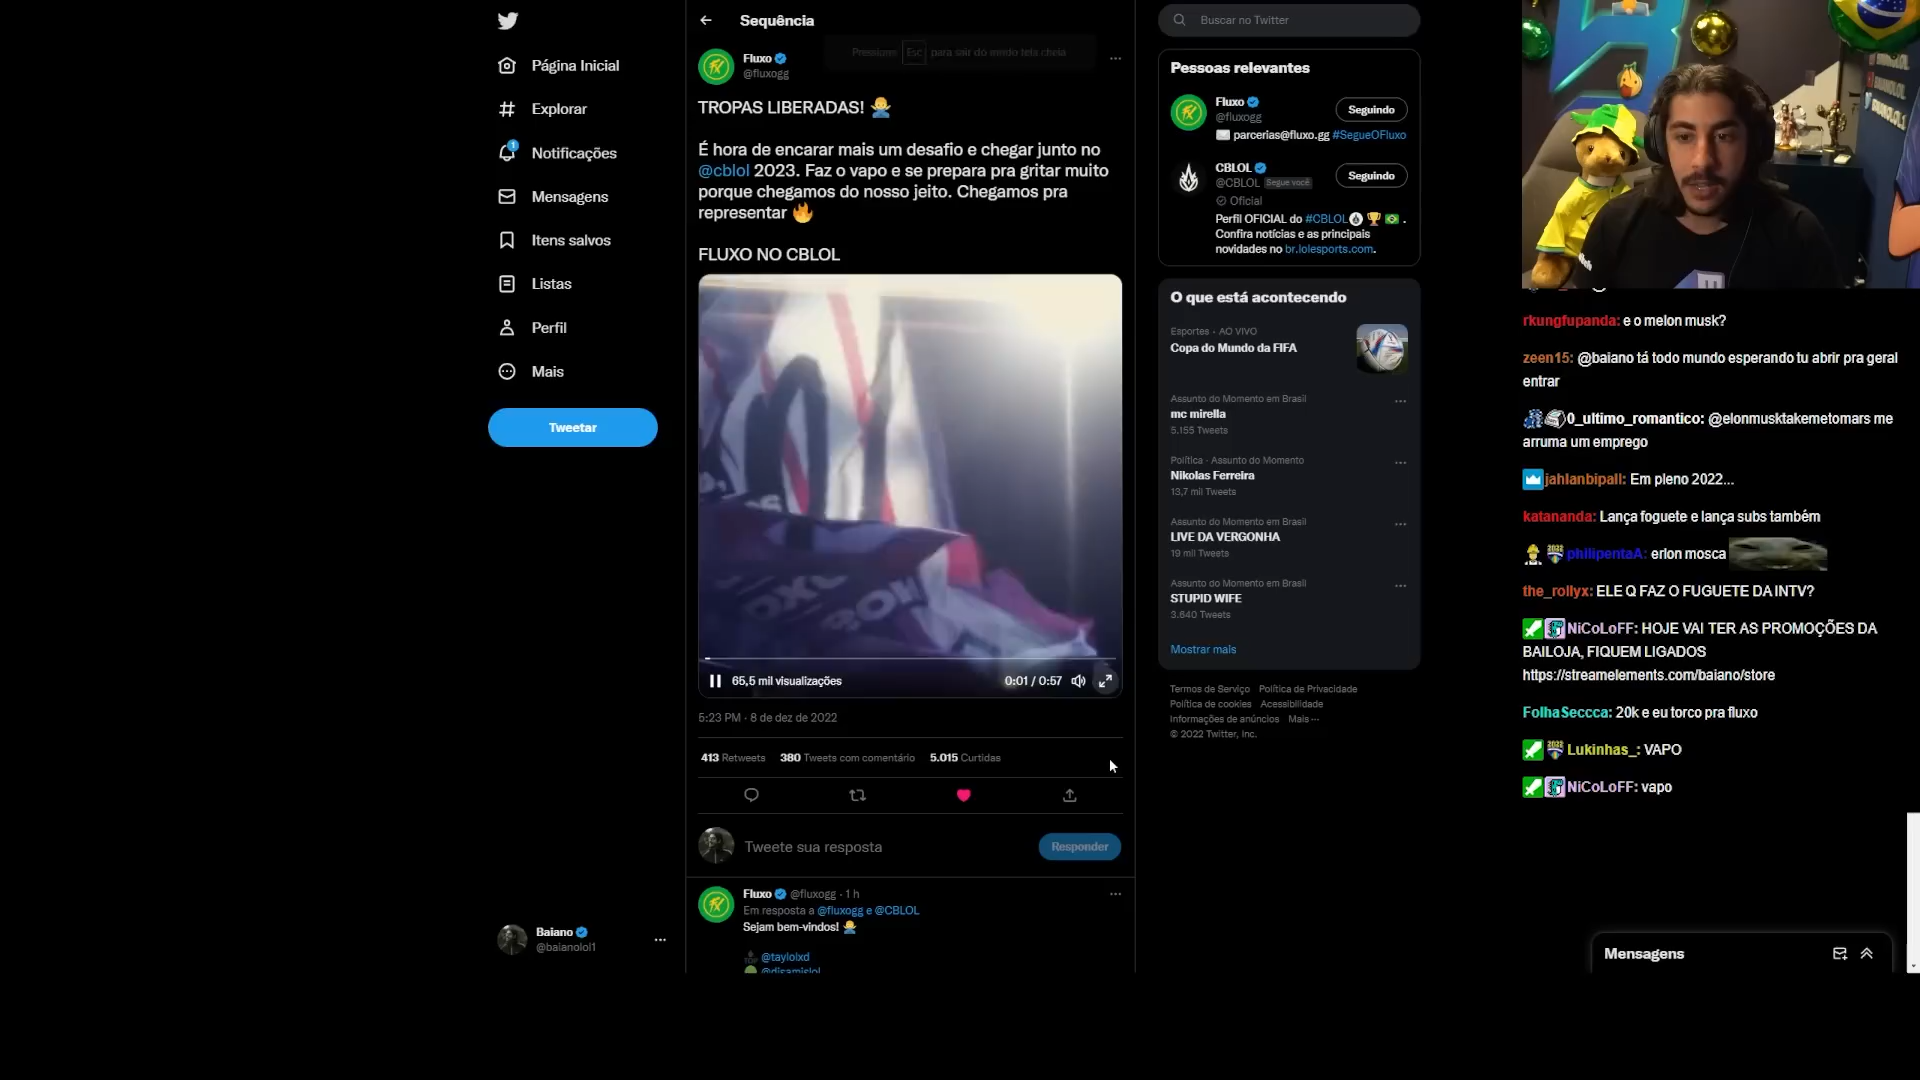 Página Inicial
Explorar
1
Notificações
Mensagens
Itens salvos
Listas
Perfil
Mais
Tweetar
Baiano
@baianolol1
Sequência
Pressione Esc para sair do modo tela cheia
Fluxo
@fluxogg
TROPAS LIBERADAS!
É hora de encarar mais um desafio e chegar junto no
@cblol 2023. Faz o vapo e se prepara pra gritar muito
porque chegamos do nosso jeito. Chegamos pra
representar
FLUXO NO CBLOL
65,5 mil visualizações
0:01 / 0:57
5:23 PM · 8 de dez de 2022
413 Retweets 380 Tweets com comentário 5.015 Curtidas
Tweete sua resposta
Responder
Fluxo @fluxogg · 1 h
Em resposta a @fluxogg e @CBLOL
Sejam bem-vindos!
TOP @taylolxd
@disamislol
Buscar no Twitter
Pessoas relevantes
Fluxo
@fluxogg
Seguindo
parcerias@fluxo.gg #SegueOFluxo
CBLOL
@CBLOL Segue você
Seguindo
Oficial
Perfil OFICIAL do #CBLOL .
Confira notícias e as principais
novidades no br.lolesports.com.
O que está acontecendo
Esportes · AO VIVO
Copa do Mundo da FIFA
Assunto do Momento em Brasil
mc mirella
5.155 Tweets
Política · Assunto do Momento
Nikolas Ferreira
13,7 mil Tweets
Assunto do Momento em Brasil
LIVE DA VERGONHA
19 mil Tweets
Assunto do Momento em Brasil
STUPID WIFE
3.640 Tweets
Mostrar mais
Termos de Serviço Política de Privacidade
Política de cookies Acessibilidade
Informações de anúncios Mais ···
© 2022 Twitter, Inc.
rkungfupanda: e o melon musk?
zeen15: @baiano tá todo mundo esperando tu abrir pra geral
entrar
0_ultimo_romantico: @elonmusktakemetomars me
arruma um emprego
jahlanbipall: Em pleno 2022...
katananda: Lança foguete e lança subs também
philipentaA: erlon mosca
the_rollyx: ELE Q FAZ O FUGUETE DA INTV?
NiCoLoFF: HOJE VAI TER AS PROMOÇÕES DA
BAILOJA, FIQUEM LIGADOS
https://streamelements.com/baiano/store
FolhaSeccca: 20k e eu torco pra fluxo
Lukinhas_: VAPO
NiCoLoFF: vapo
Mensagens